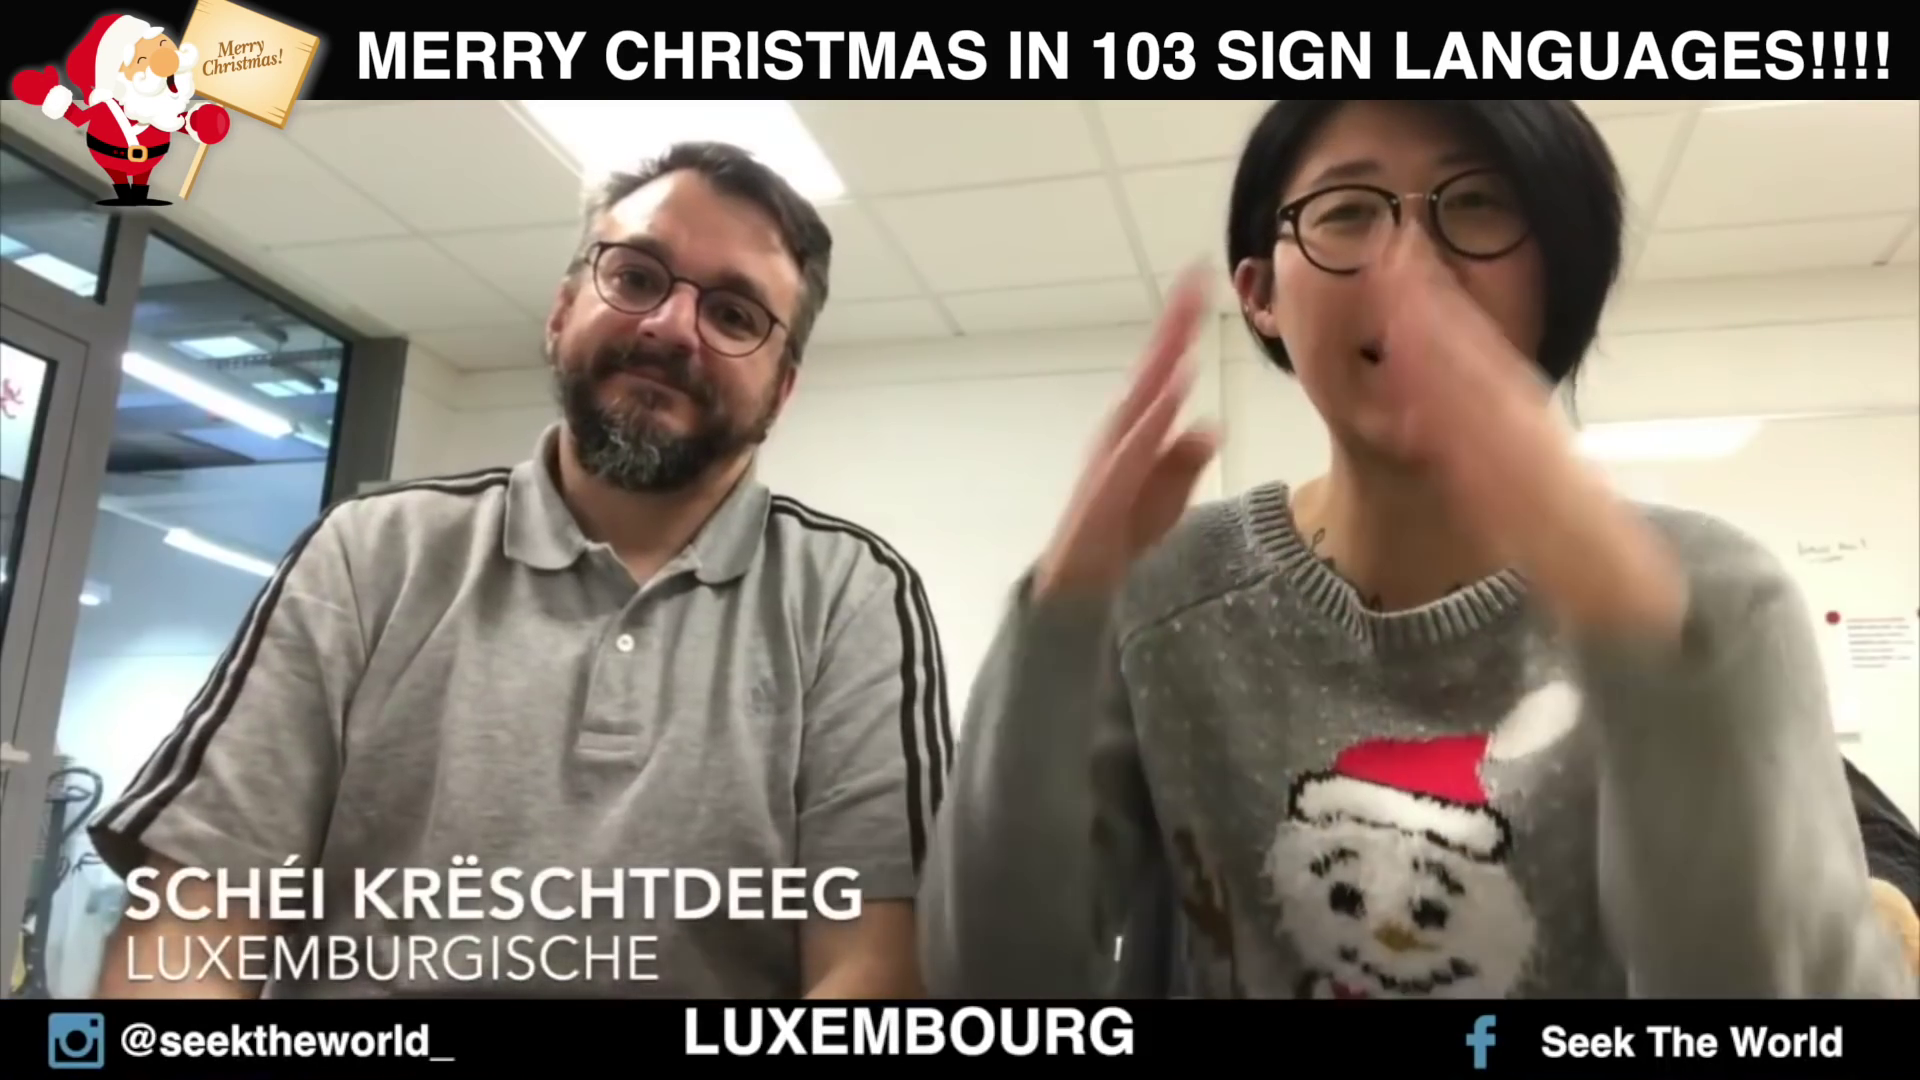 Merry
Christmas!
MERRY CHRISTMAS IN 103 SIGN LANGUAGES!!!!
SCHÉI KRËSCHTDEEG
LUXEMBURGISCHE
@seektheworld_
LUXEMBOURG
Seek The World